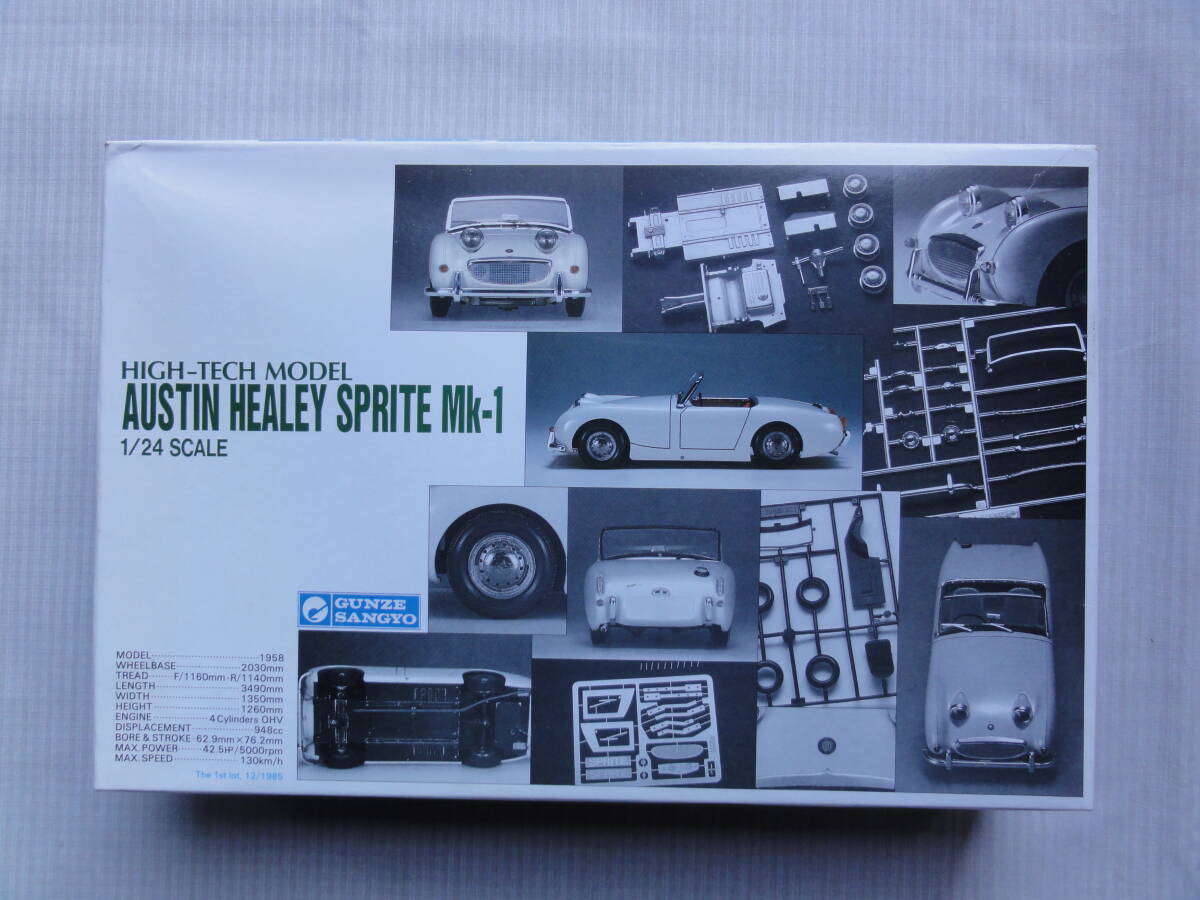 HIGH-TECH MODEL
AUSTIN HEALEY SPRITE Mk-1
1/24 SCALE
GUNZE
SANGYO
MODEL 1958
WHEELBASE 2030mm
TREAD F/1160mm·R/1140mm
LENGTH 3490mm
WIDTH 1350mm
HEIGHT 1260mm
ENGINE 4Cylinders OHV
DISPLACEMENT 948cc
BORE & STROKE 62.9mm×76.2mm
MAX. POWER 42.5HP/5000rpm
MAX. SPEED 130km/h
The 1st lot, 12/1985
SPRITE